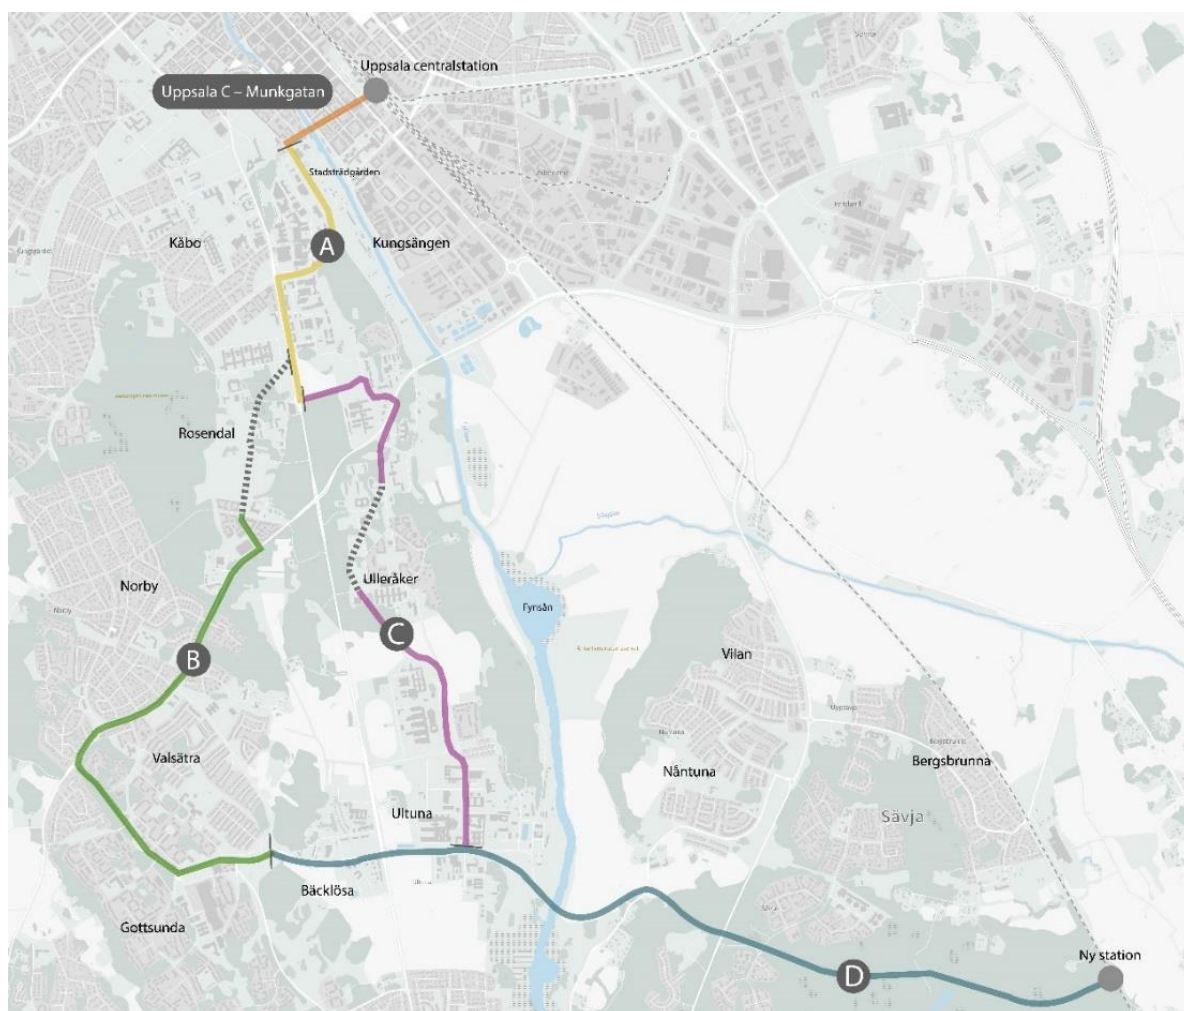 Uppsala centralstation
Uppsala C – Munkgatan
Stadsträdgården
A
Kåbo
Kungsängen
Rosendal
Norby
Ulleråker
Fyrisån
C
B
Vilan
Valsätra
Nåntuna
Bergsbrunna
Ultuna
Sävja
Bäcklösa
Gottsunda
Ny station
D